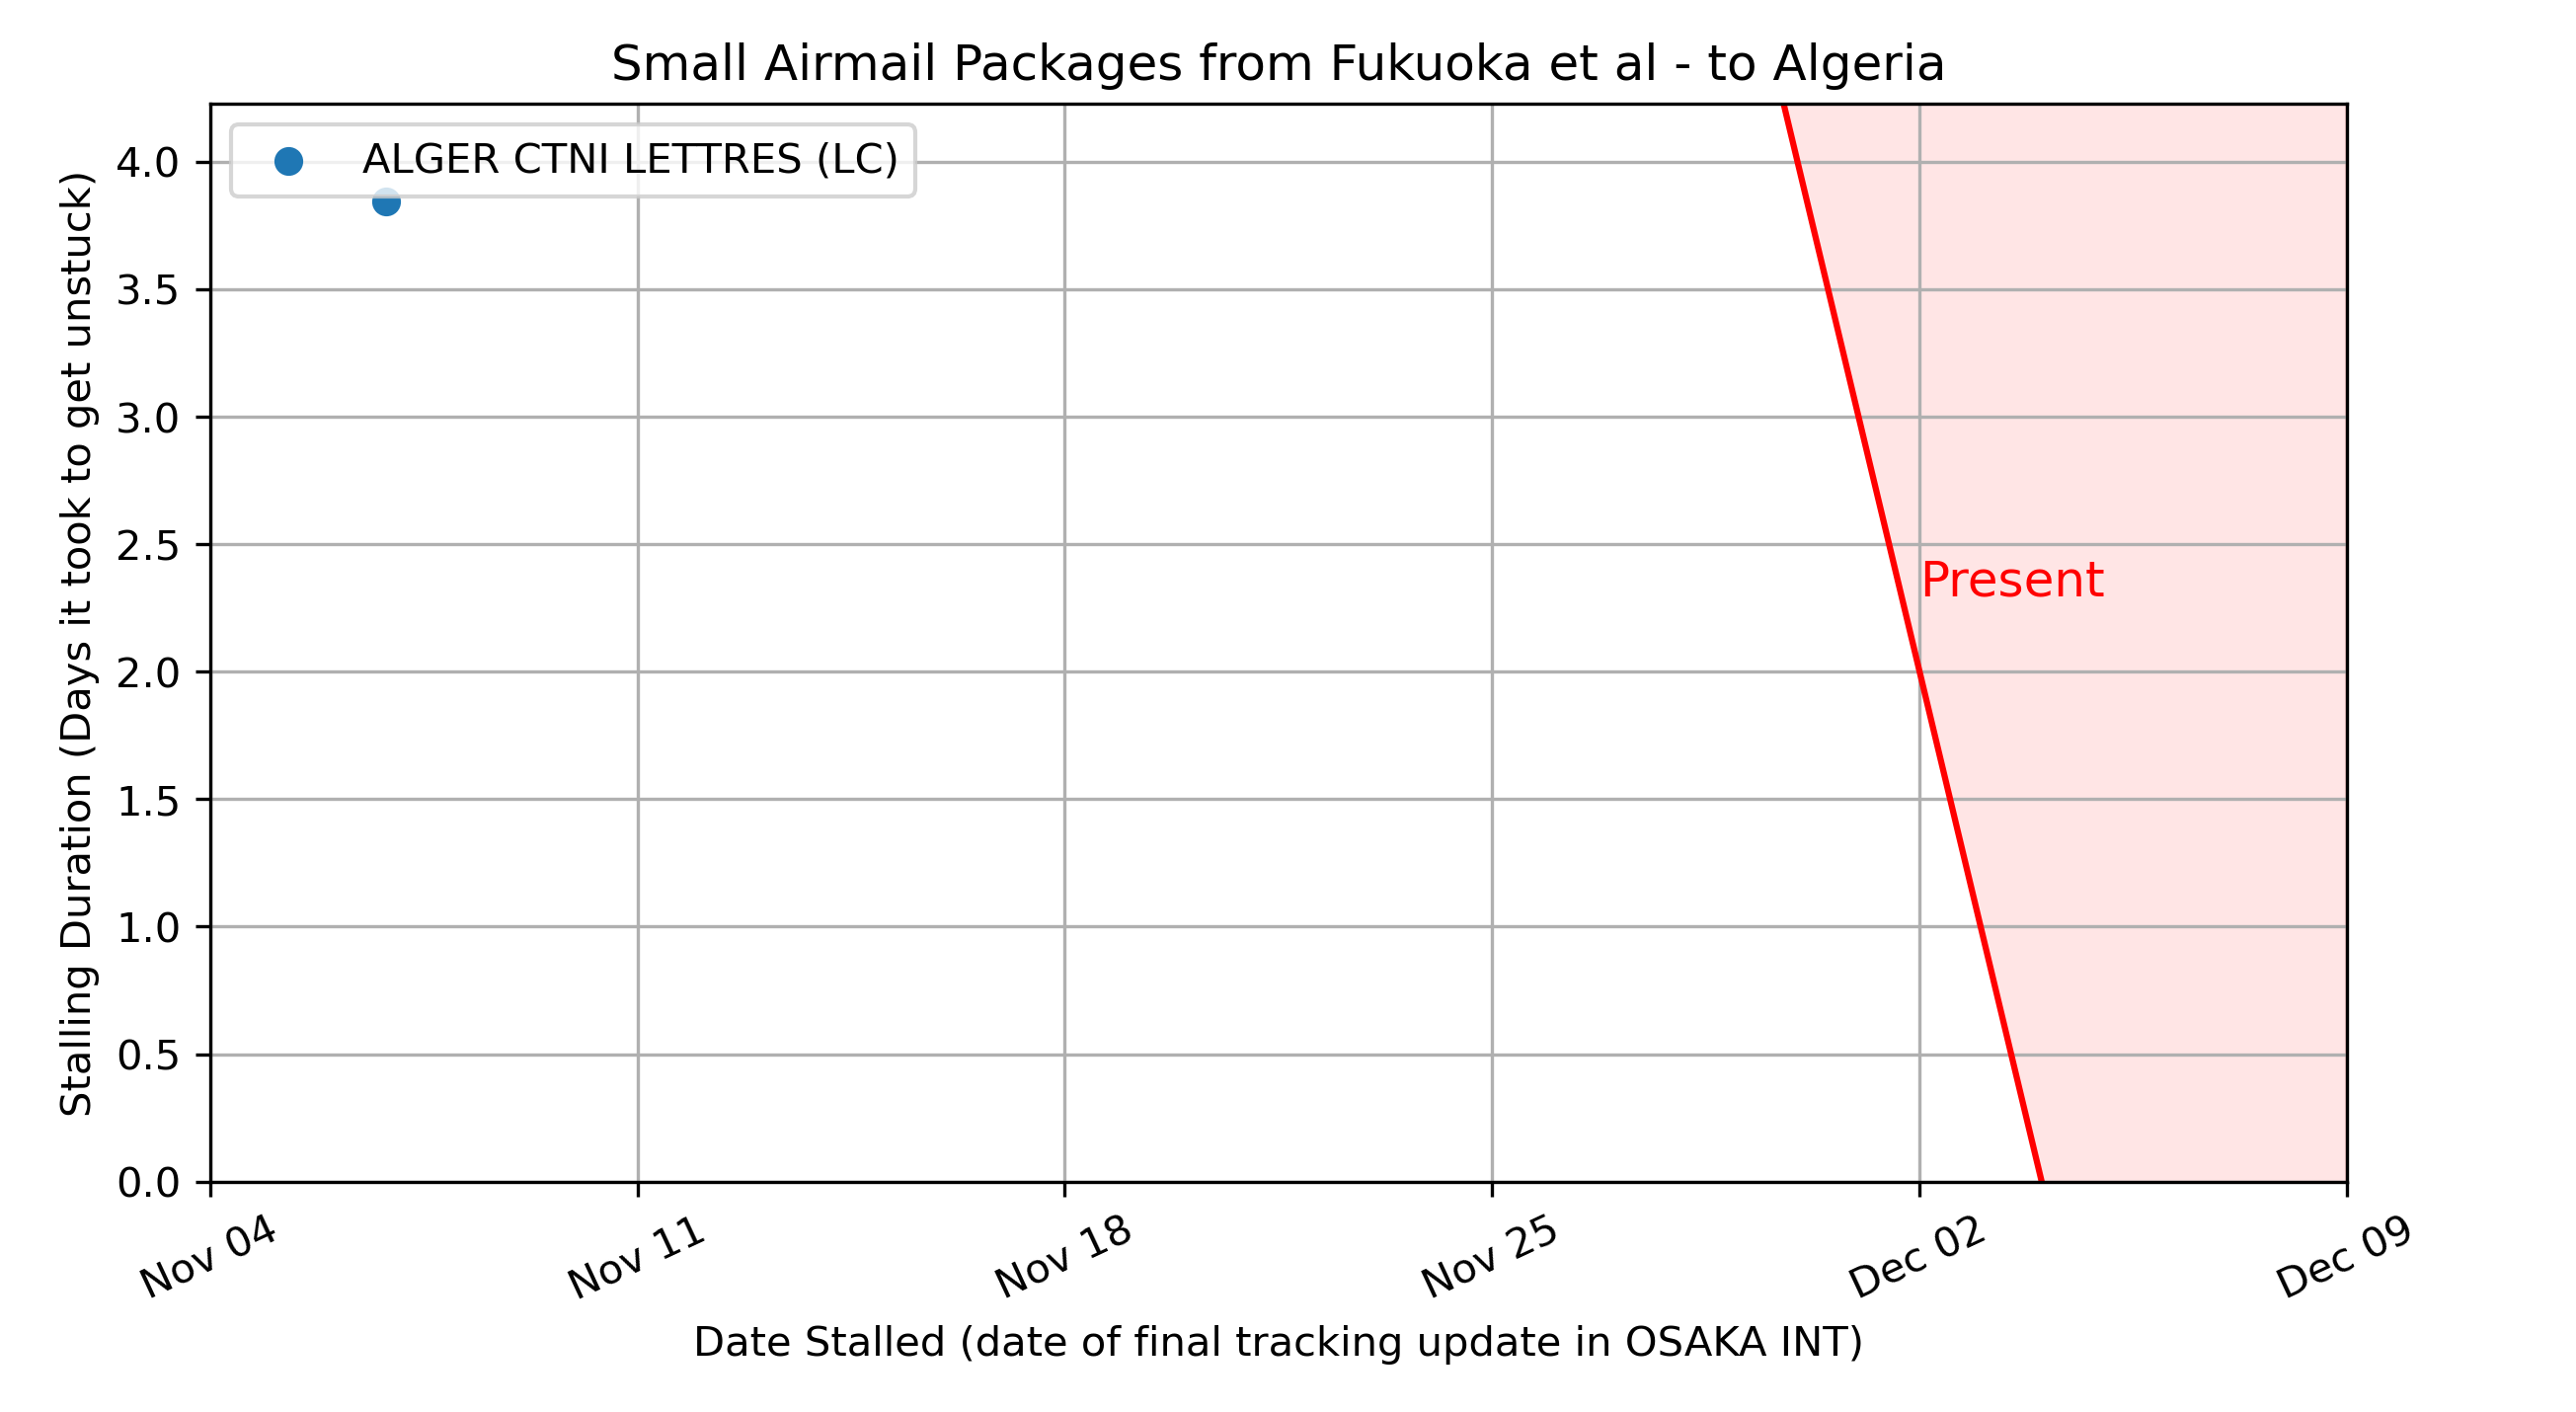 Small Airmail Packages from Fukuoka et al - to Algeria
ALGER CTNI LETTRES (LC)
Stalling Duration (Days it took to get unstuck)
4.0
3.5
3.0
2.5
2.0
1.5
1.0
0.5
0.0
Present
Nov 04
Nov 11
Nov 18
Nov 25
Dec 02
Dec 09
Date Stalled (date of final tracking update in OSAKA INT)